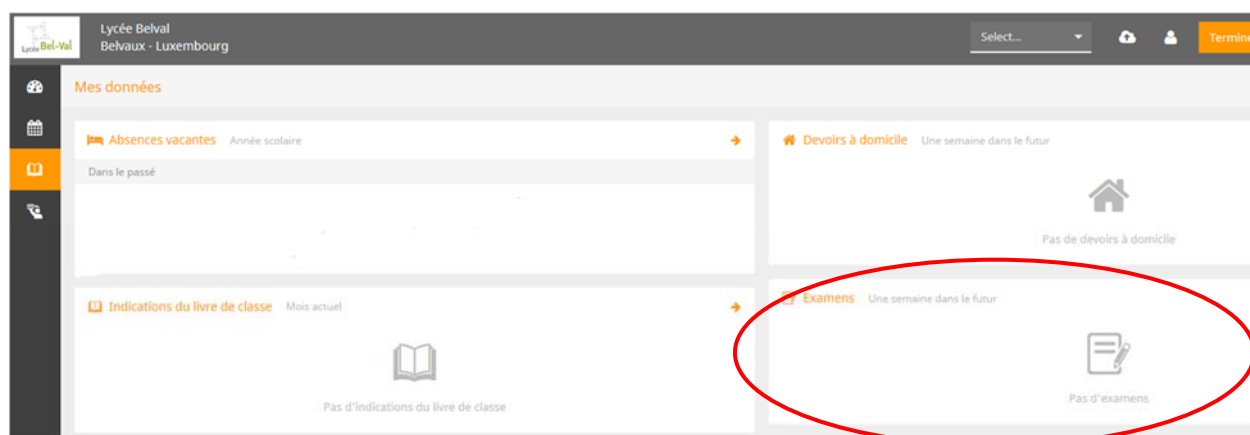 Lycée Bel-Val
Lycée Belval
Belvaux - Luxembourg
Select...
Termine
Mes données
Absences vacantes Année scolaire
Dans le passé
Devoirs à domicile Une semaine dans le futur
Pas de devoirs à domicile
Indications du livre de classe Mois actuel
Pas d'indications du livre de classe
Examens Une semaine dans le futur
Pas d'examens